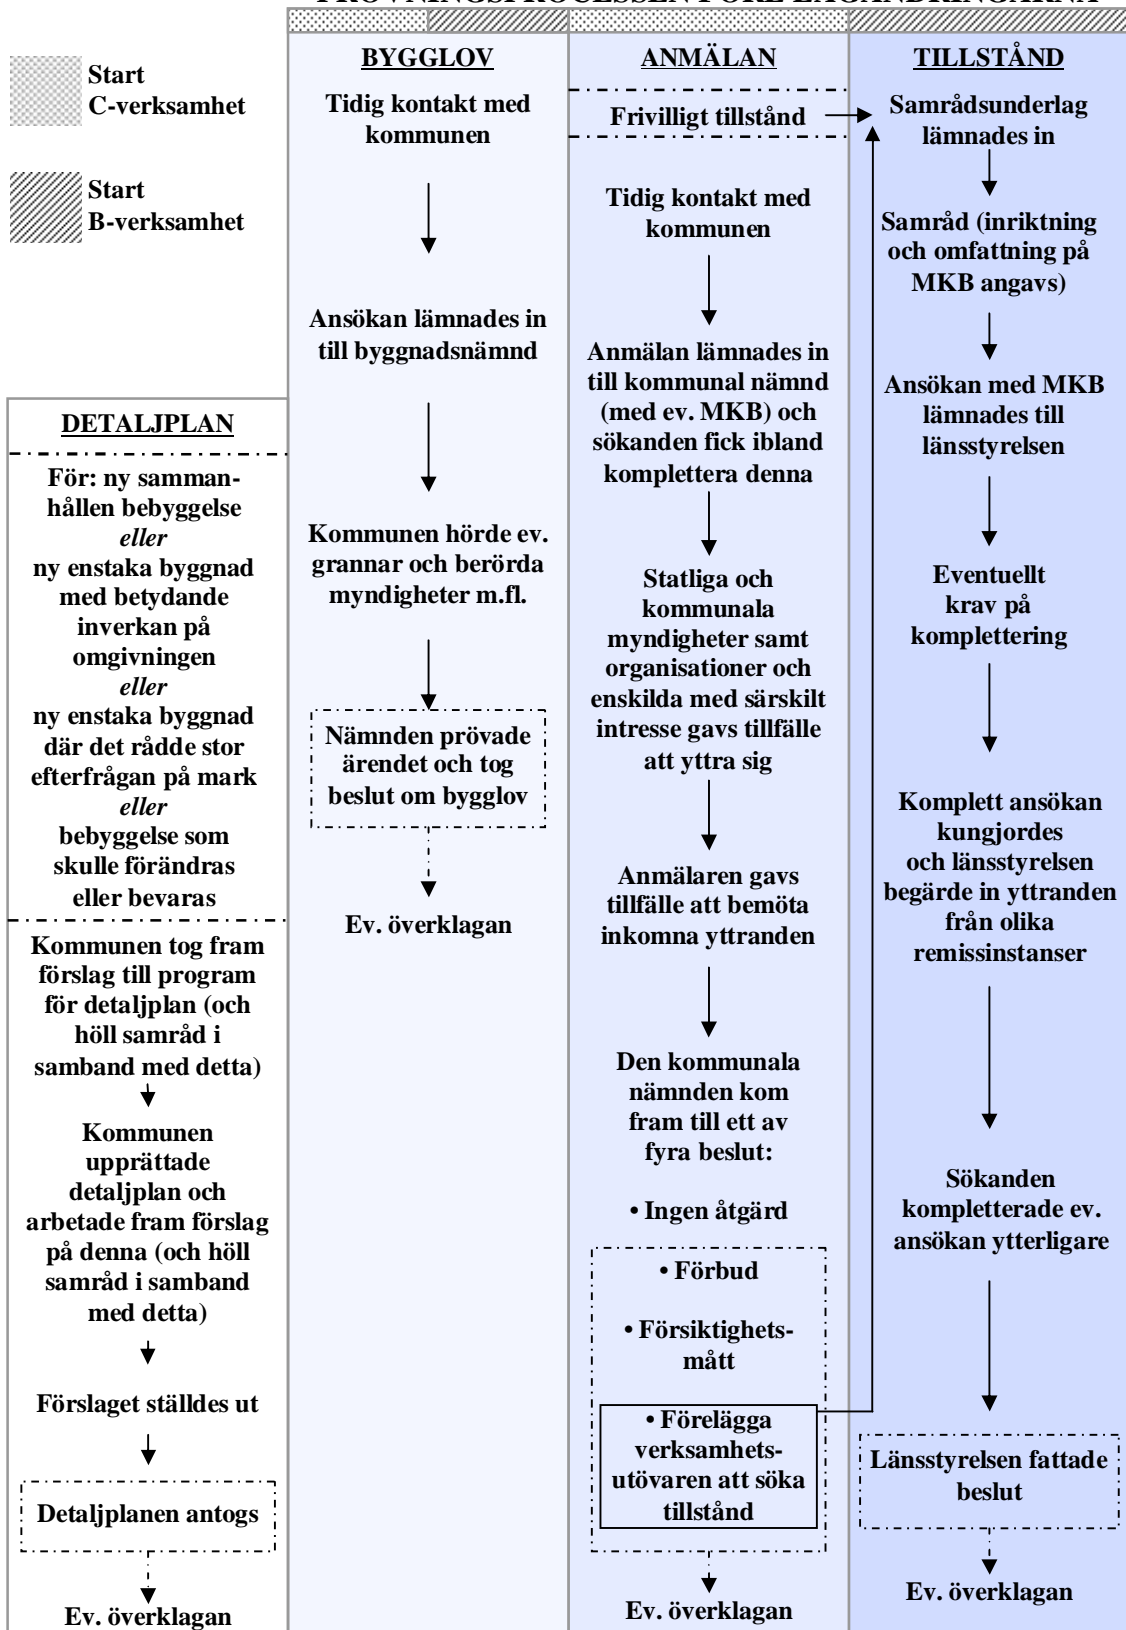 PRÖVNINGSPROCESSEN FÖRE LAGÄNDRINGARNA
Start
C-verksamhet
Start
B-verksamhet
DETALJPLAN
För: ny samman-
hållen bebyggelse
eller
ny enstaka byggnad
med betydande
inverkan på
omgivningen
eller
ny enstaka byggnad
där det rådde stor
efterfrågan på mark
eller
bebyggelse som
skulle förändras
eller bevaras
Kommunen tog fram
förslag till program
för detaljplan (och
höll samråd i
samband med detta)
Kommunen
upprättade
detaljplan och
arbetade fram förslag
på denna (och höll
samråd i samband
med detta)
Förslaget ställdes ut
Detaljplanen antogs
Ev. överklagan
BYGGLOV
Tidig kontakt med
kommunen
Ansökan lämnades in
till byggnadsnämnd
Kommunen hörde ev.
grannar och berörda
myndigheter m.fl.
Nämnden prövade
ärendet och tog
beslut om bygglov
Ev. överklagan
ANMÄLAN
Frivilligt tillstånd
Tidig kontakt med
kommunen
Anmälan lämnades in
till kommunal nämnd
(med ev. MKB) och
sökanden fick ibland
komplettera denna
Statliga och
kommunala
myndigheter samt
organisationer och
enskilda med särskilt
intresse gavs tillfälle
att yttra sig
Anmälaren gavs
tillfälle att bemöta
inkomna yttranden
Den kommunala
nämnden kom
fram till ett av
fyra beslut:
• Ingen åtgärd
• Förbud
• Försiktighets-
mått
• Förelägga
verksamhets-
utövaren att söka
tillstånd
Ev. överklagan
TILLSTÅND
Samrådsunderlag
lämnades in
Samråd (inriktning
och omfattning på
MKB angavs)
Ansökan med MKB
lämnades till
länsstyrelsen
Eventuellt
krav på
komplettering
Komplett ansökan
kungjordes
och länsstyrelsen
begärde in yttranden
från olika
remissinstanser
Sökanden
kompletterade ev.
ansökan ytterligare
Länsstyrelsen fattade
beslut
Ev. överklagan